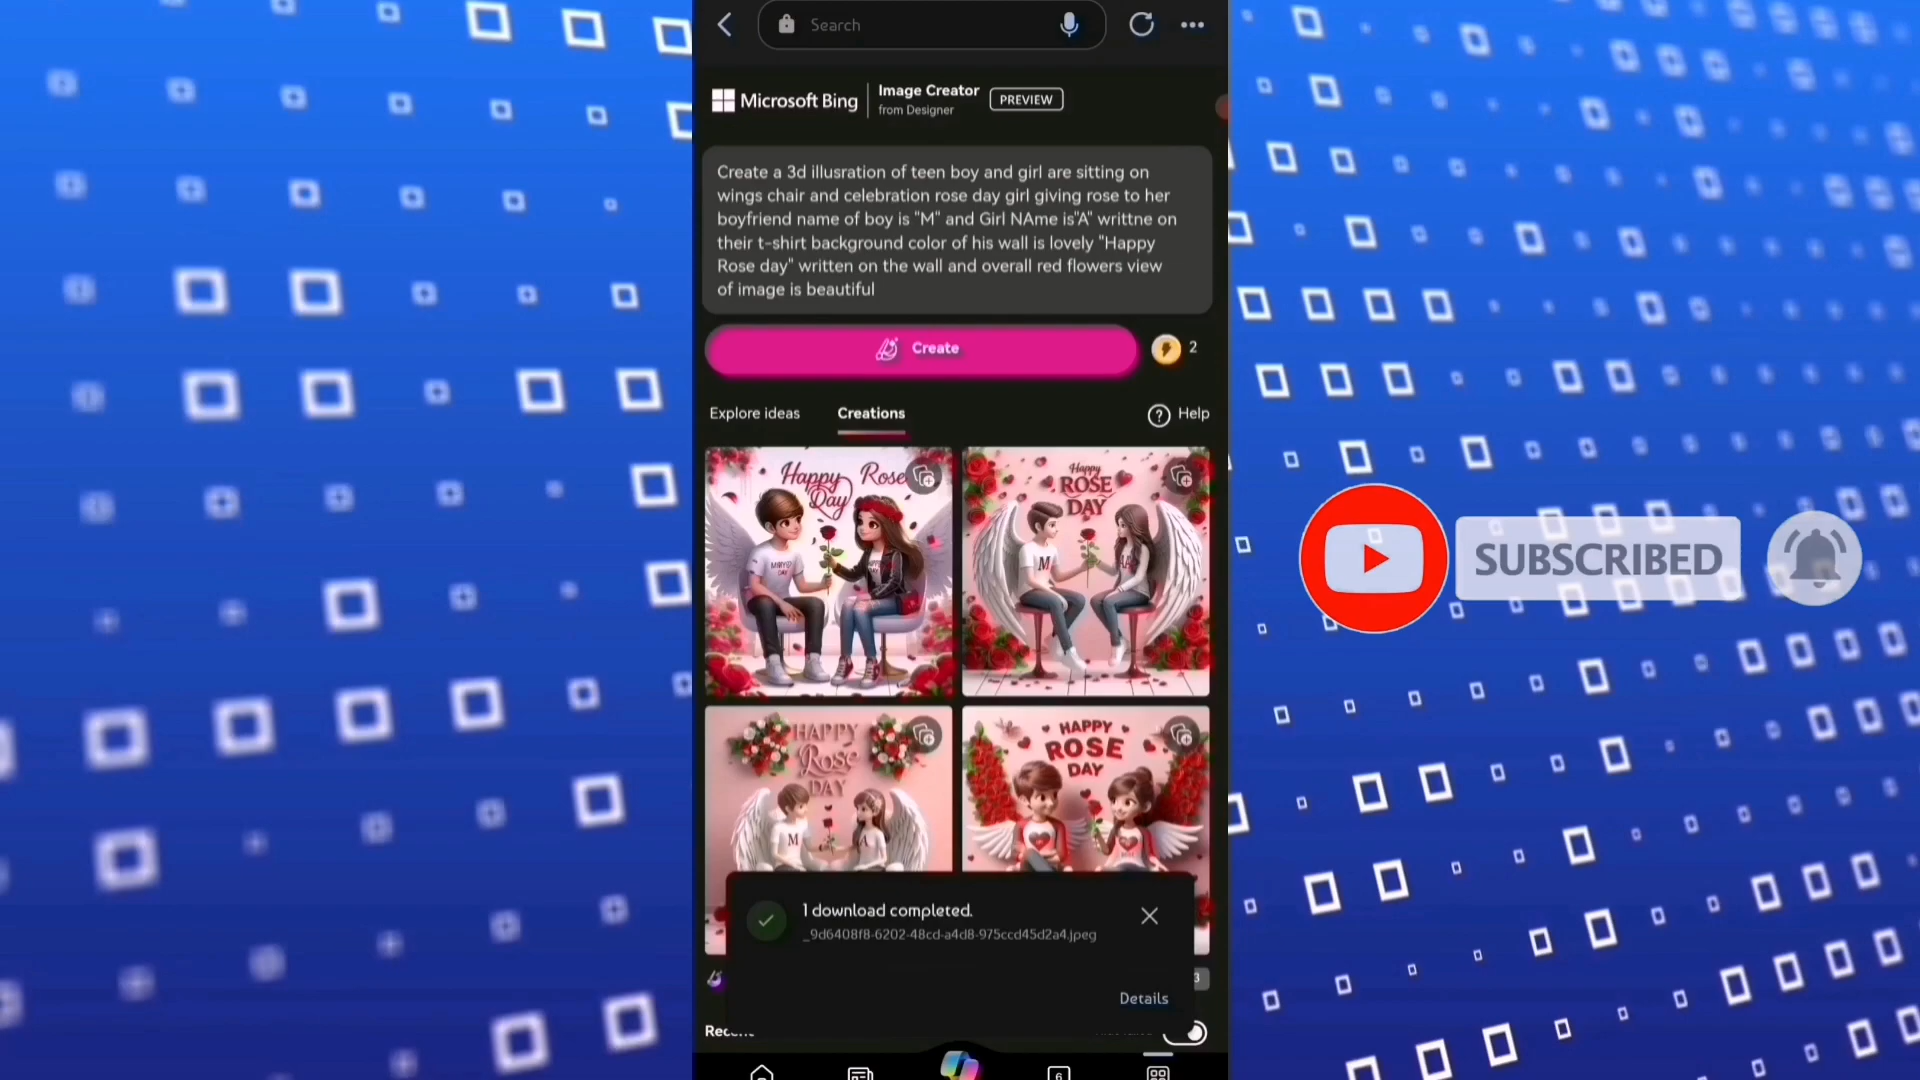 Search
Microsoft Bing
Image Creator
from Designer
PREVIEW
Create a 3d illusration of teen boy and girl are sitting on
wings chair and celebration rose day girl giving rose to her
boyfriend name of boy is "M" and Girl NAme is"A" writtne on
their t-shirt background color of his wall is lovely "Happy
Rose day" written on the wall and overall red flowers view
of image is beautiful
Create
2
Explore ideas
Creations
Help
Happy Rose
Day
Happy
ROSE
DAY
M
HAPPY
Rose
DAY
M
A
HAPPY
ROSE
DAY
1 download completed.
_9d6408f8-6202-48cd-a4d8-975ccd45d2a4.jpeg
Details
3
6
SUBSCRIBED